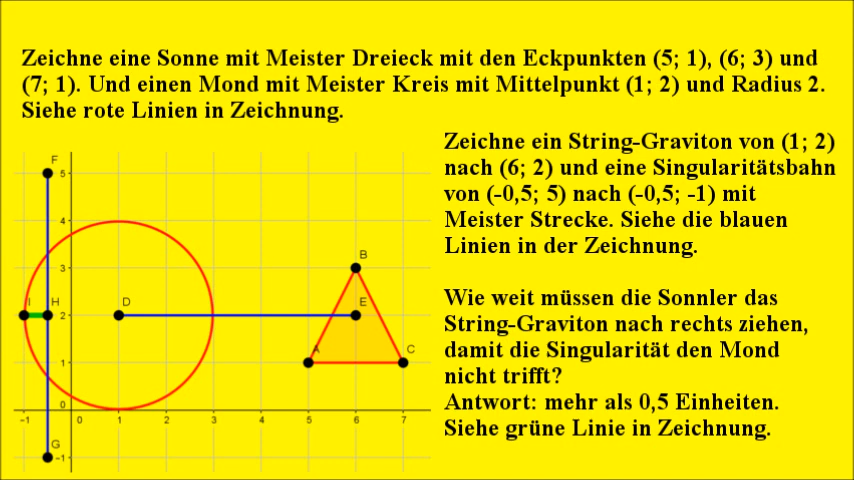 Zeichne eine Sonne mit Meister Dreieck mit den Eckpunkten (5; 1), (6; 3) und
(7; 1). Und einen Mond mit Meister Kreis mit Mittelpunkt (1; 2) und Radius 2.
Siehe rote Linien in Zeichnung.
Zeichne ein String-Graviton von (1; 2)
nach (6; 2) und eine Singularitätsbahn
von (-0,5; 5) nach (-0,5; -1) mit
Meister Strecke. Siehe die blauen
Linien in der Zeichnung.
Wie weit müssen die Sonnler das
String-Graviton nach rechts ziehen,
damit die Singularität den Mond
nicht trifft?
Antwort: mehr als 0,5 Einheiten.
Siehe grüne Linie in Zeichnung.
F
5
4
B
3
I H D E
2
A C
1
0
-1 0 1 2 3 4 5 6 7
G
-1